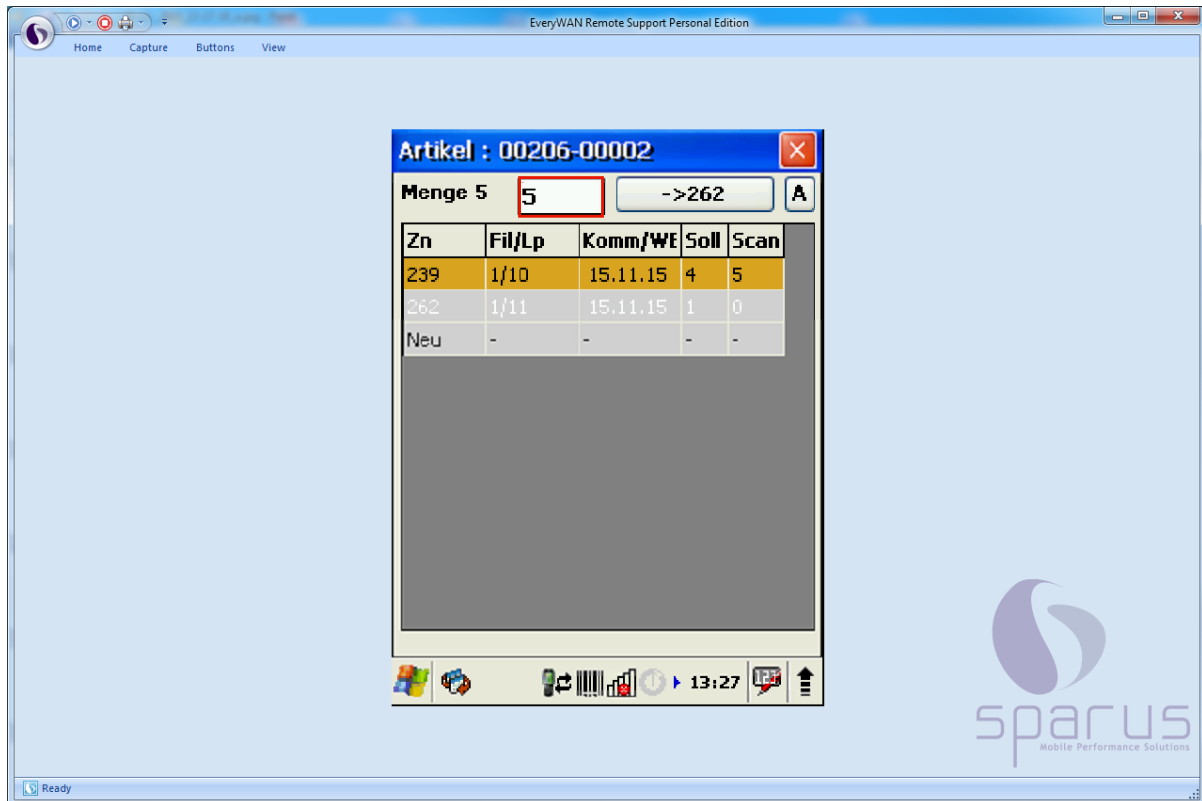 EveryWAN Remote Support Personal Edition
Home Capture Buttons View
Artikel : 00206-00002
Menge 5 5 ->262 A
Zn Fil/Lp Komm/WE Soll Scan
239 1/10 15.11.15 4 5
262 1/11 15.11.15 1 0
Neu - - - -
13:27
sparus
Mobile Performance Solutions
Ready